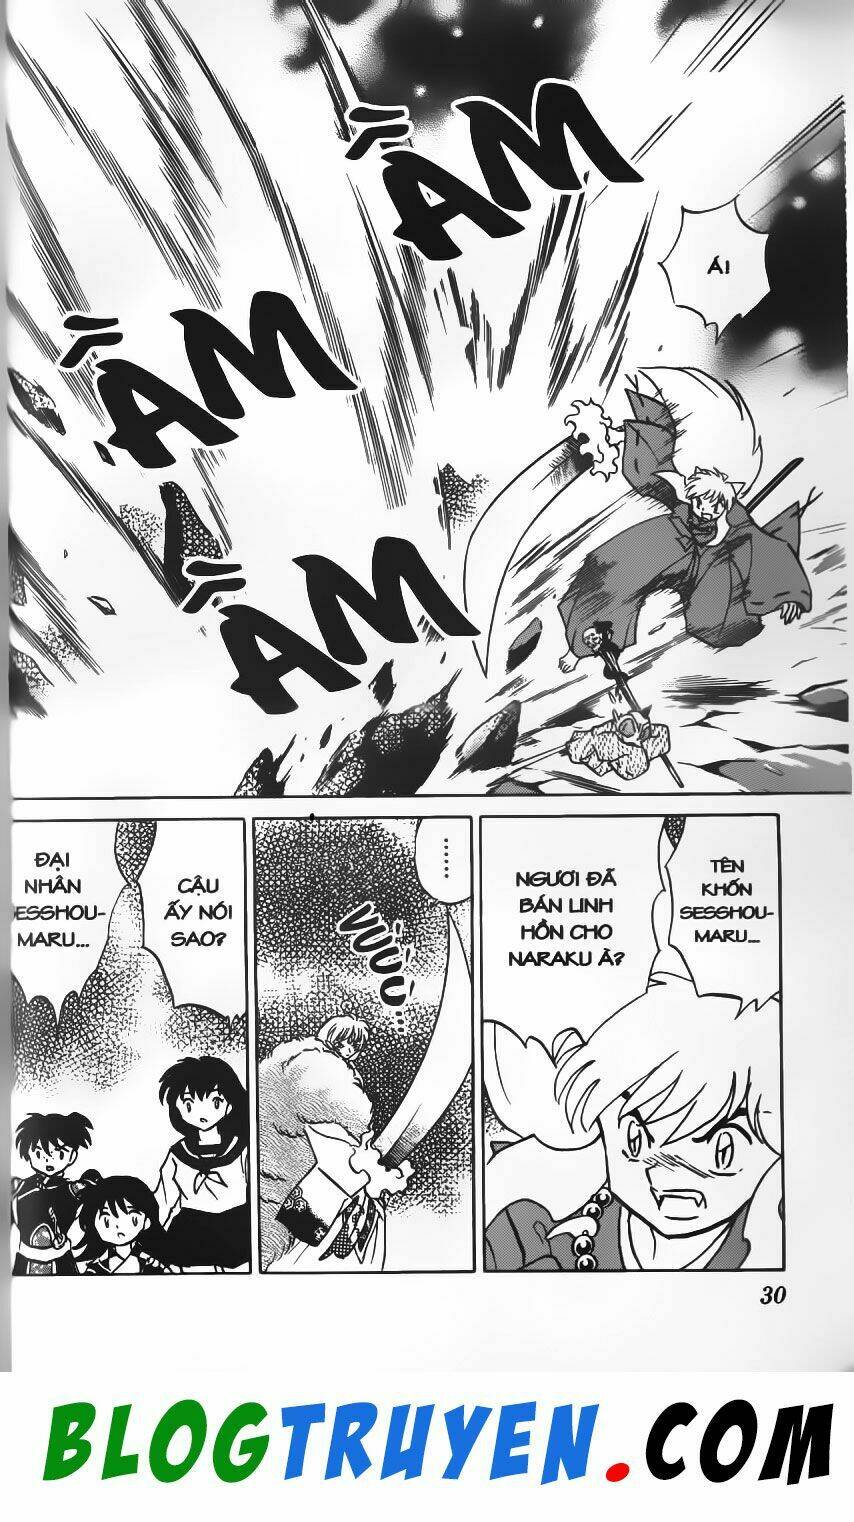 ẦM
ẦM
ẦM
ÁI
TÊN
KHỐN
SESSHOU-
MARU...
NGƯƠI ĐÃ
BÁN LINH
HỒN CHO
NARAKU À?
......
VÙÙÙÙ...
CẬU
ẤY NÓI
SAO?
ĐẠI
NHÂN
SESSHOU-
MARU...
30
BLOGTRUYEN.COM